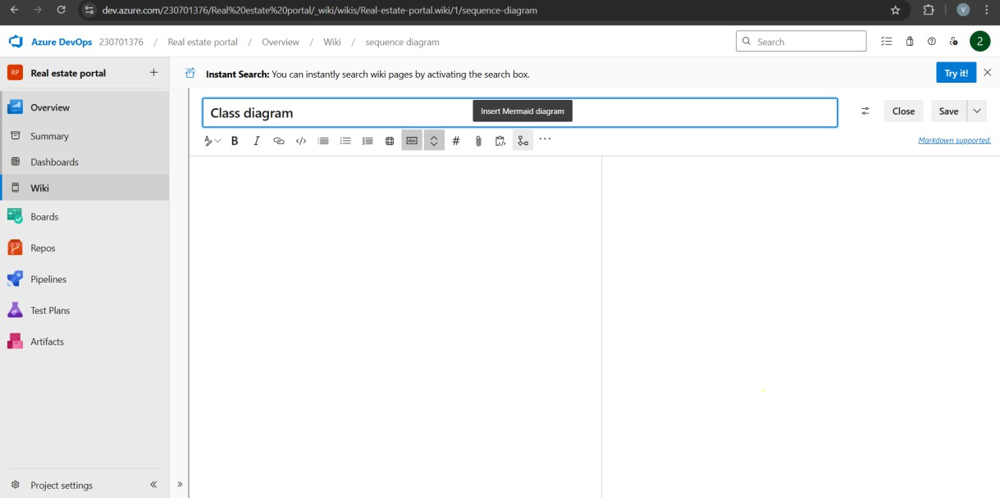 dev.azure.com/230701376/Real%20estate%20portal/_wiki/wikis/Real-estate-portal.wiki/1/sequence-diagram
V
Azure DevOps 230701376 / Real estate portal / Overview / Wiki / sequence diagram
Search
2
RP Real estate portal +
Instant Search: You can instantly search wiki pages by activating the search box.
Try it!
Overview
Class diagram
Insert Mermaid diagram
Close
Save
Summary
B I </> Abc # ...
Markdown supported.
Dashboards
Wiki
Boards
Repos
Pipelines
Test Plans
Artifacts
Project settings « »